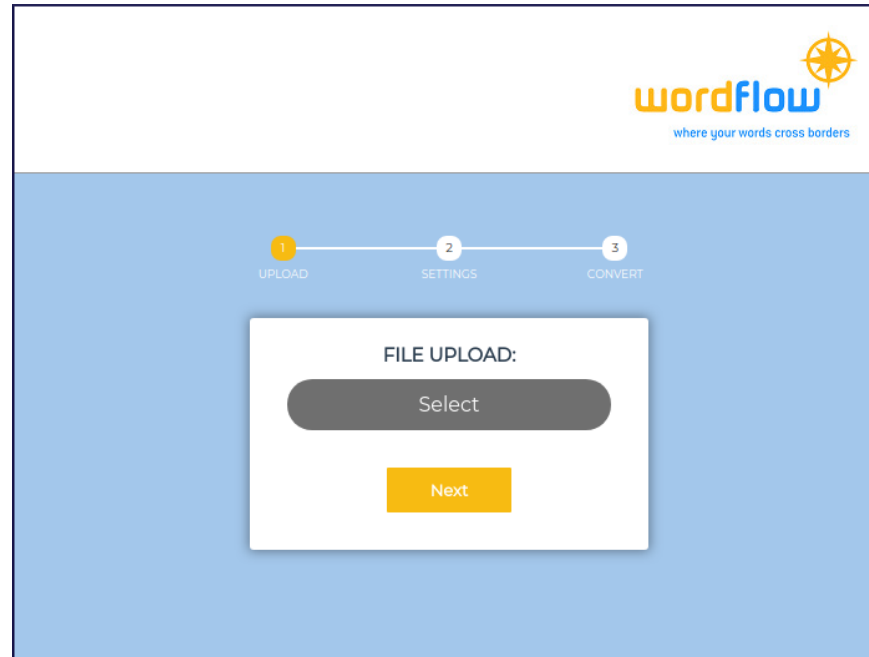 wordflow
where your words cross borders
1 2 3
UPLOAD SETTINGS CONVERT
FILE UPLOAD:
Select
Next